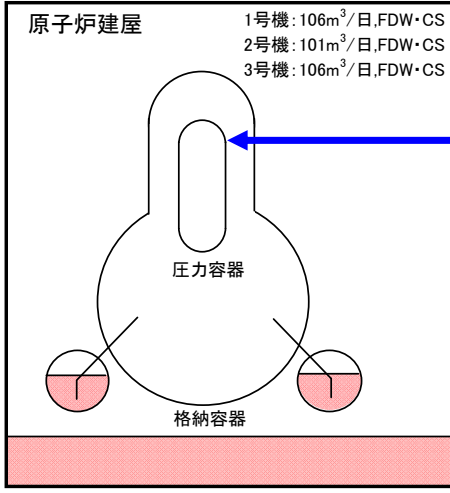 原子炉建屋
1号機:106m³/日,FDW・CS
2号機:101m³/日,FDW・CS
3号機:106m³/日,FDW・CS
圧力容器
格納容器